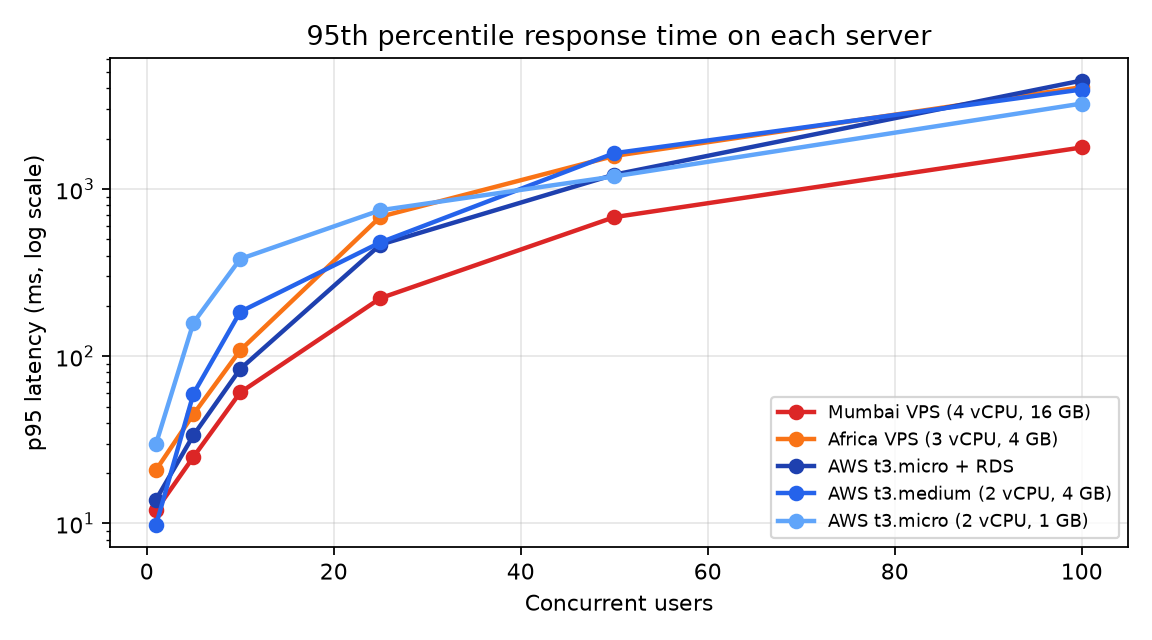 95th percentile response time on each server
p95 latency (ms, log scale)
10³
10²
10¹
Mumbai VPS (4 vCPU, 16 GB)
Africa VPS (3 vCPU, 4 GB)
AWS t3.micro + RDS
AWS t3.medium (2 vCPU, 4 GB)
AWS t3.micro (2 vCPU, 1 GB)
0 20 40 60 80 100
Concurrent users